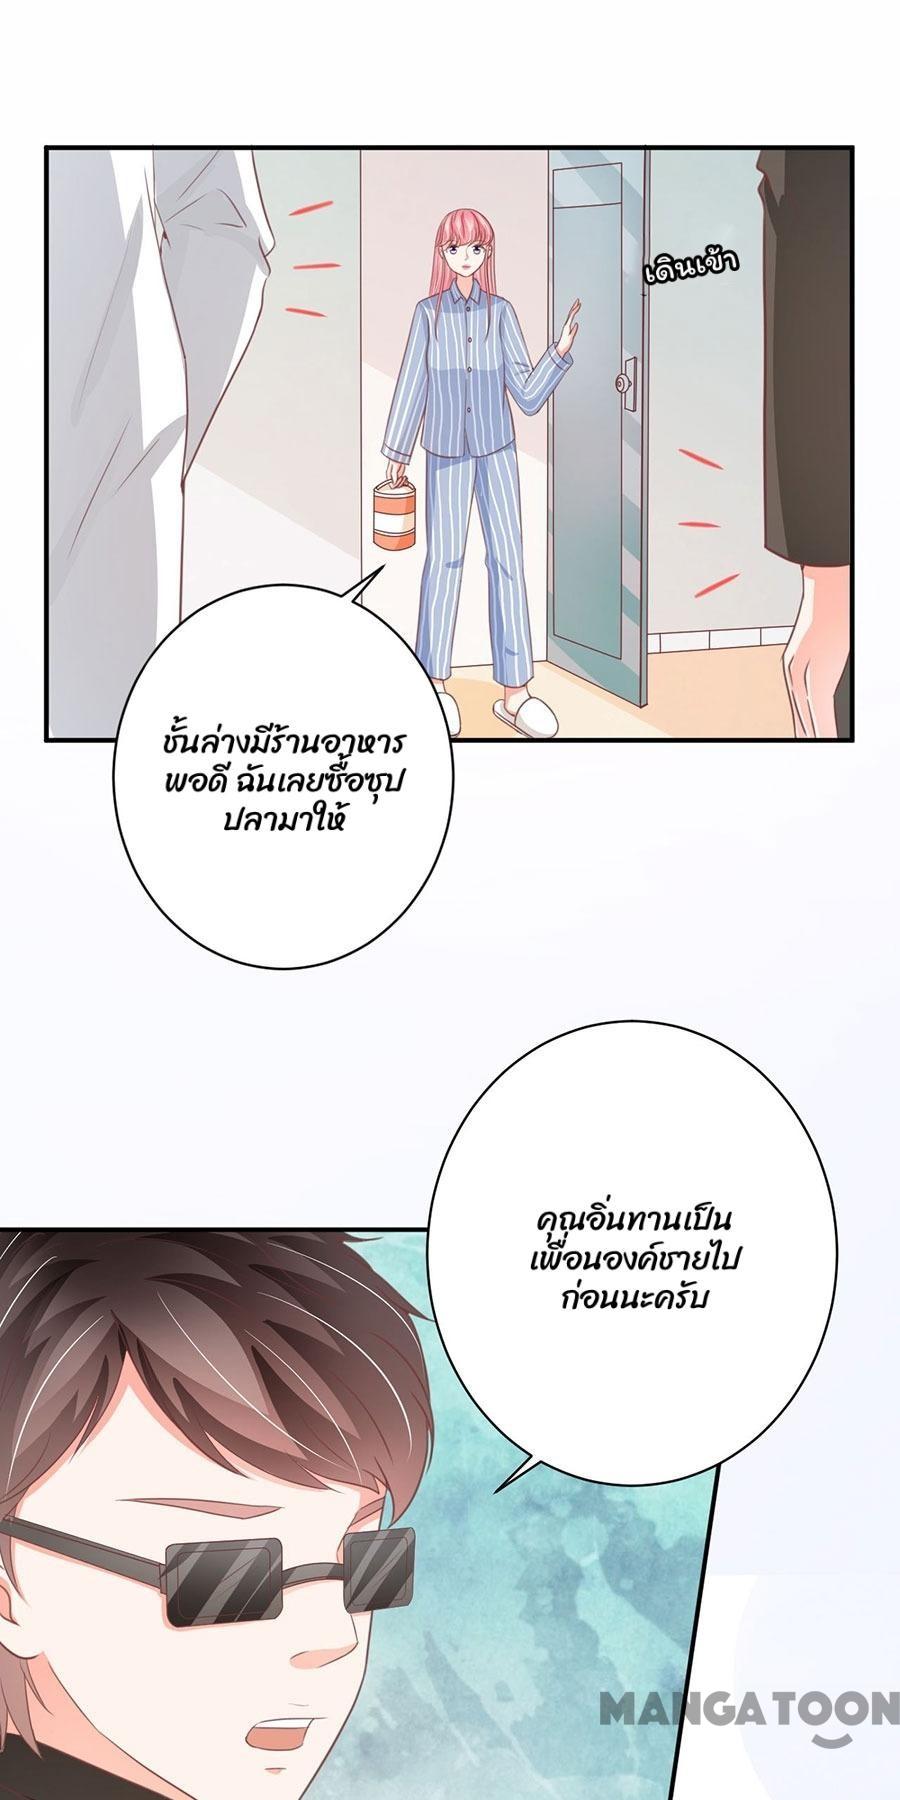 เดินเข้า
ชั้นล่างมีร้านอาหาร
พอดี ฉันเลยซื้อซุป
ปลามาให้
คุณอิ่นทานเป็น
เพื่อนองค์ชายไป
ก่อนนะครับ
MANGATOON